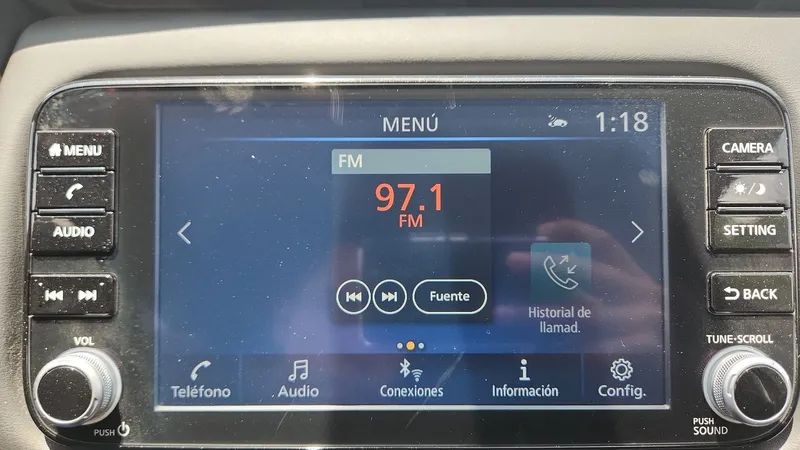 MENU
AUDIO
VOL
PUSH
MENÚ
1:18
FM
97.1
FM
Fuente
Historial de
llamad.
Teléfono
Audio
Conexiones
Información
Config.
CAMERA
SETTING
BACK
TUNE·SCROLL
PUSH
SOUND